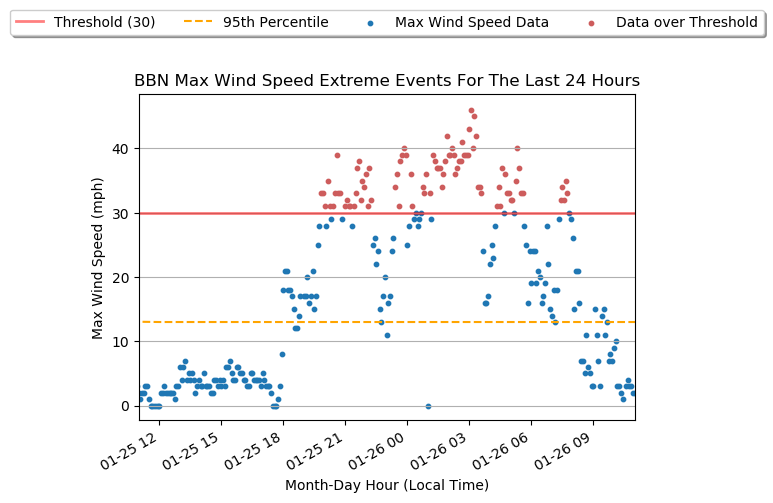 Threshold (30) 95th Percentile Max Wind Speed Data Data over Threshold
BBN Max Wind Speed Extreme Events For The Last 24 Hours
Max Wind Speed (mph)
40
30
20
10
0
01-25 12 01-25 15 01-25 18 01-25 21 01-26 00 01-26 03 01-26 06 01-26 09
Month-Day Hour (Local Time)